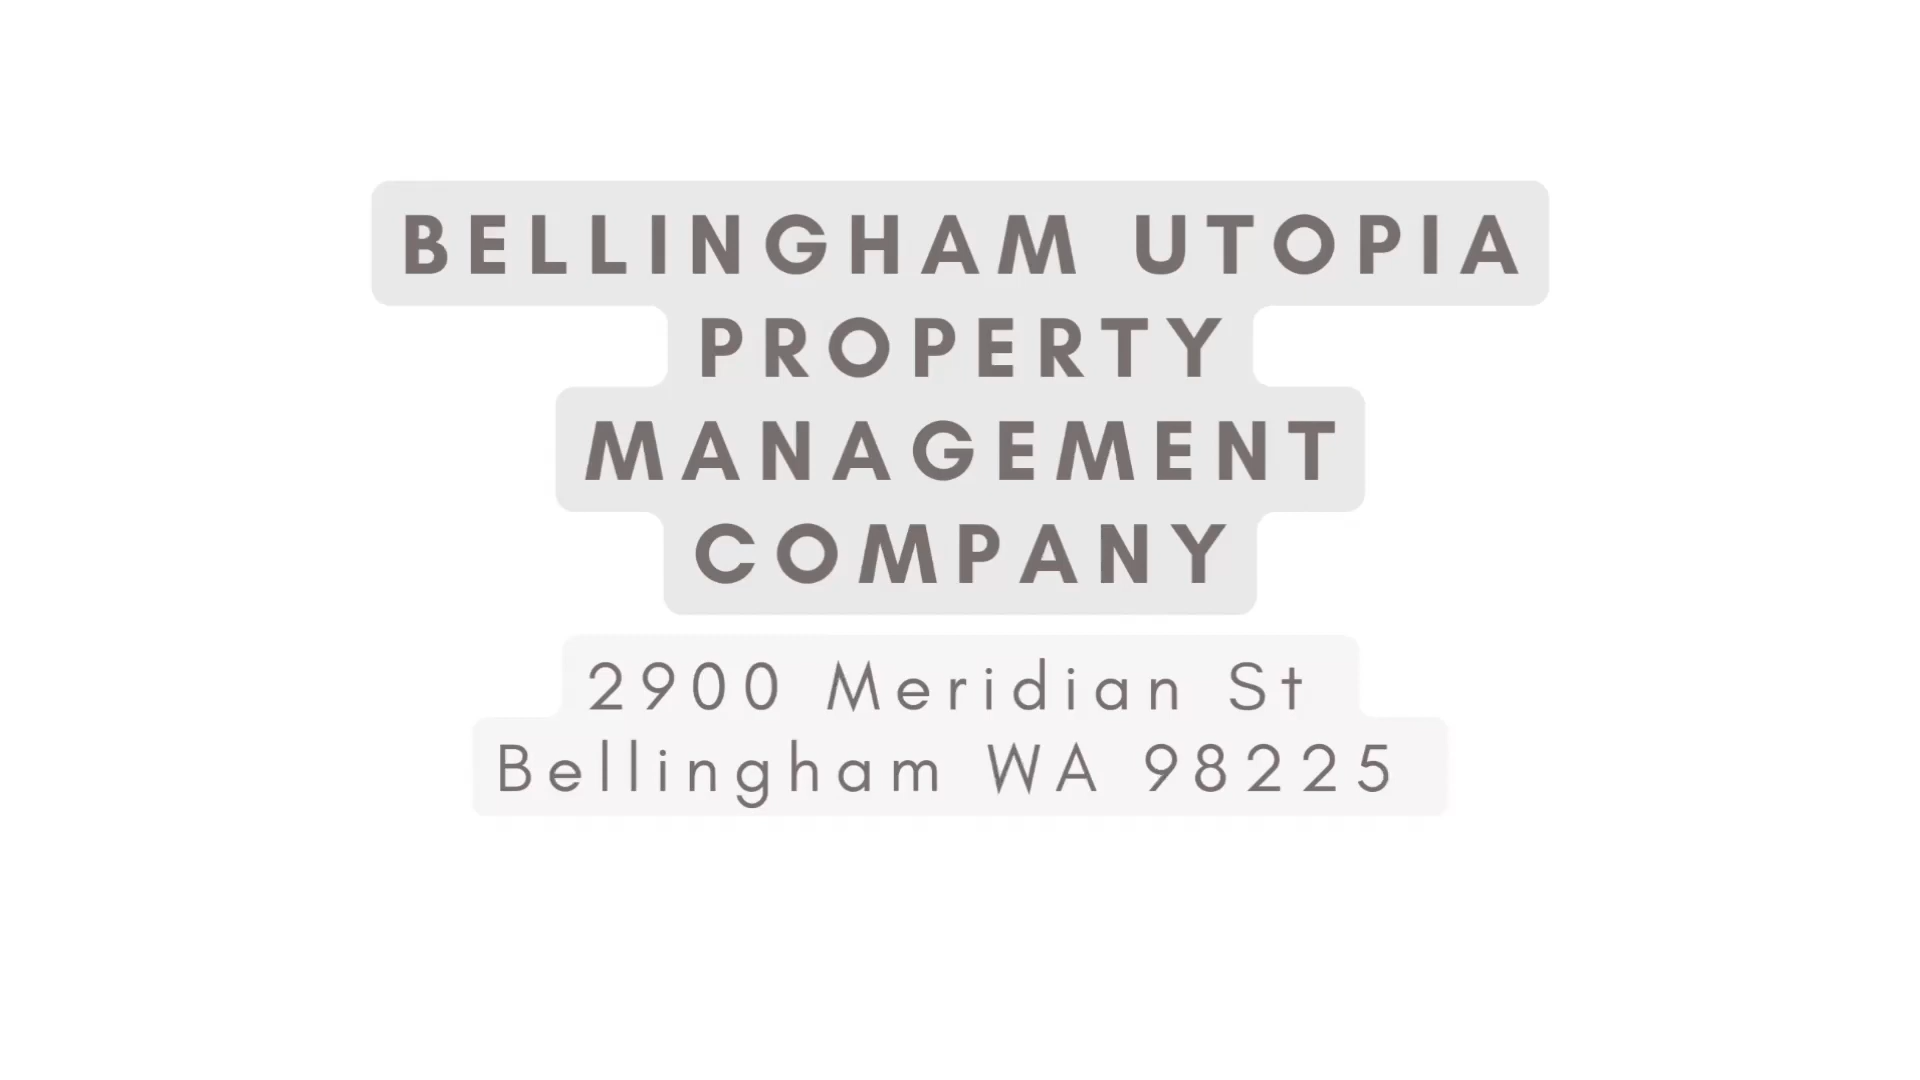 BELLINGHAM UTOPIA
PROPERTY
MANAGEMENT
COMPANY
2900 Meridian St
Bellingham WA 98225